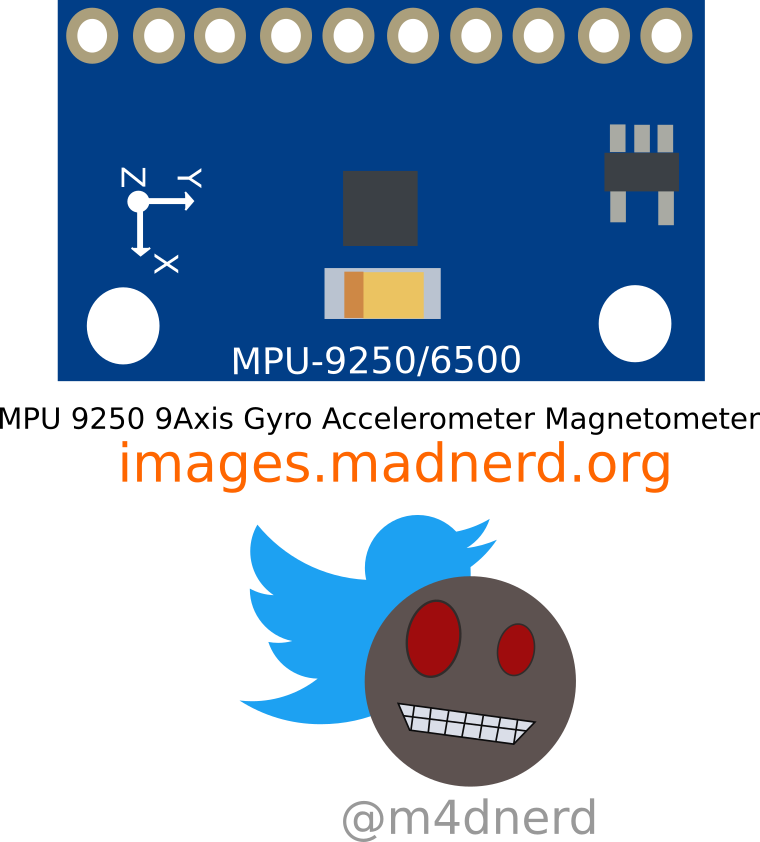 Z Y
X
MPU-9250/6500
MPU 9250 9Axis Gyro Accelerometer Magnetometer
images.madnerd.org
@m4dnerd